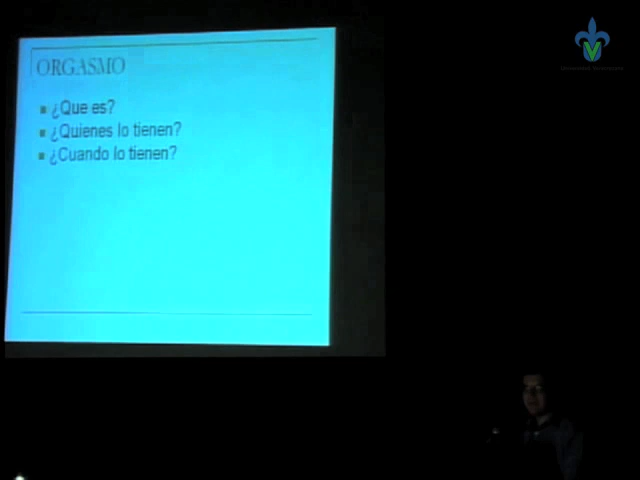 ORGASMO
¿Que es?
¿Quienes lo tienen?
¿Cuando lo tienen?